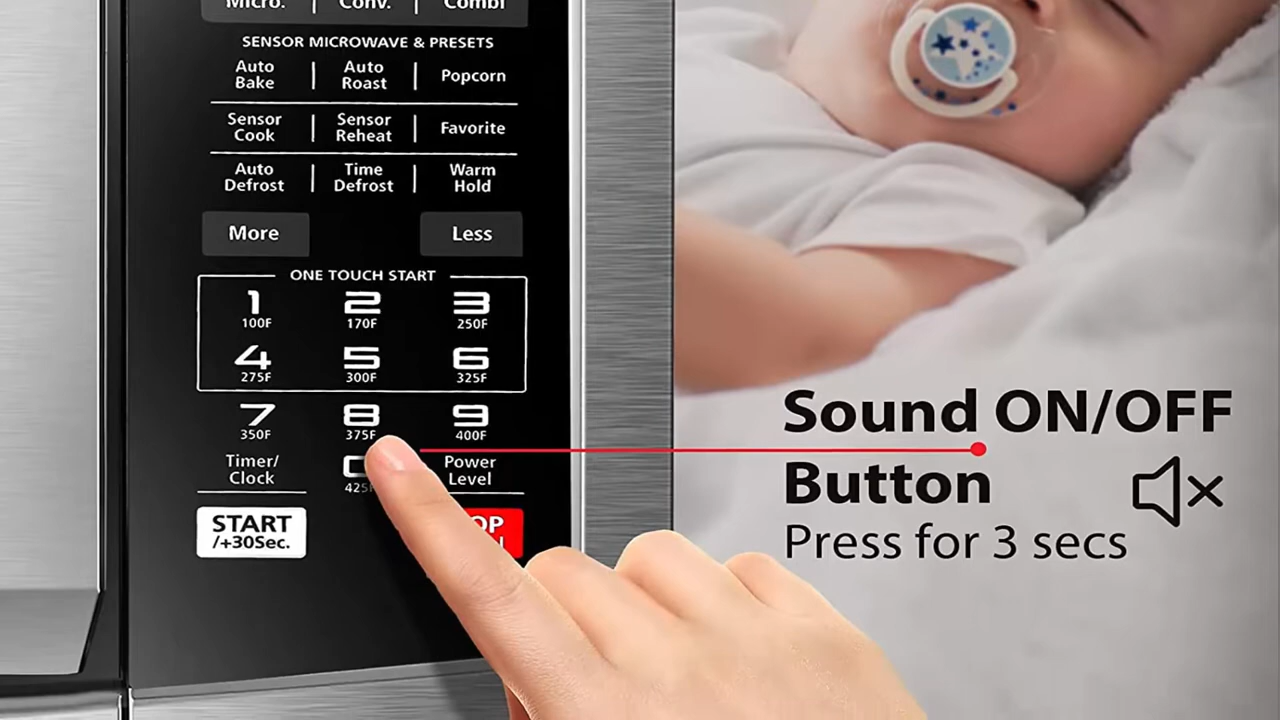 Micro. Conv. Combi
SENSOR MICROWAVE & PRESETS
Auto Bake
Auto Roast
Popcorn
Sensor Cook
Sensor Reheat
Favorite
Auto Defrost
Time Defrost
Warm Hold
More Less
ONE TOUCH START
1 2 3
100F 170F 250F
4 5 6
275F 300F 325F
7 8 9
350F 375F 400F
Timer/
Clock
Power
Level
START
/+30Sec.
Sound ON/OFF
Button
Press for 3 secs